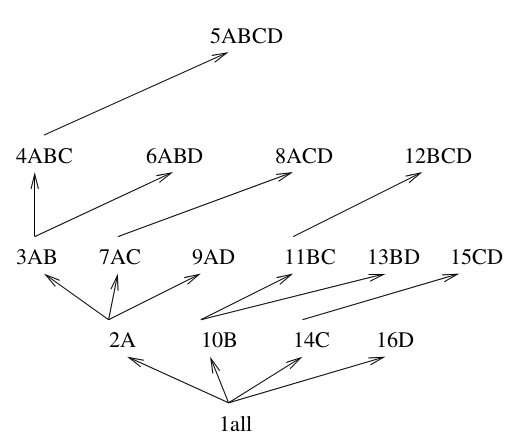 5ABCD
4ABC 6ABD 8ACD 12BCD
3AB 7AC 9AD 11BC 13BD 15CD
2A 10B 14C 16D
1all